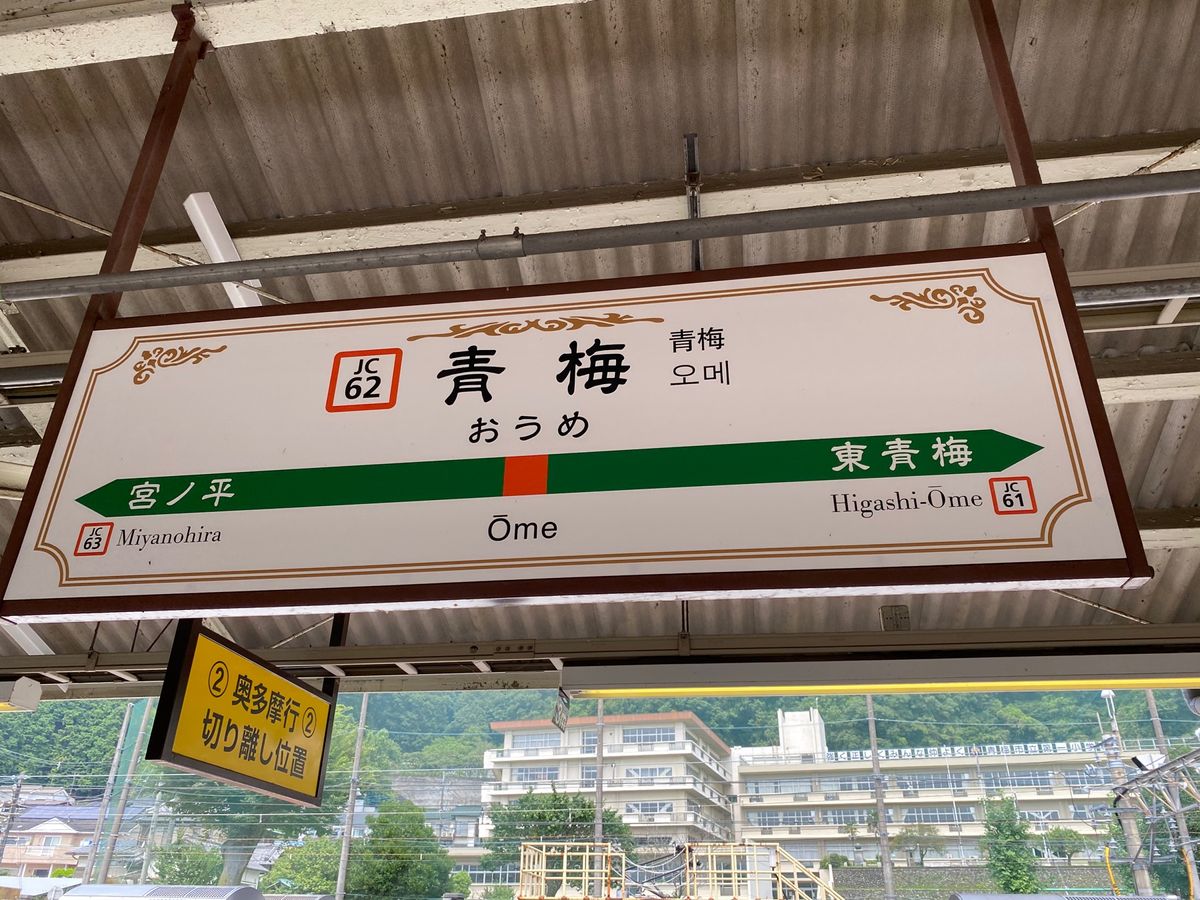 JC
62
青梅
青梅
오메
おうめ
宮ノ平
東青梅
JC
63
Miyanohira
Ōme
Higashi-Ōme
JC
61
②奥多摩行②
切り離し位置